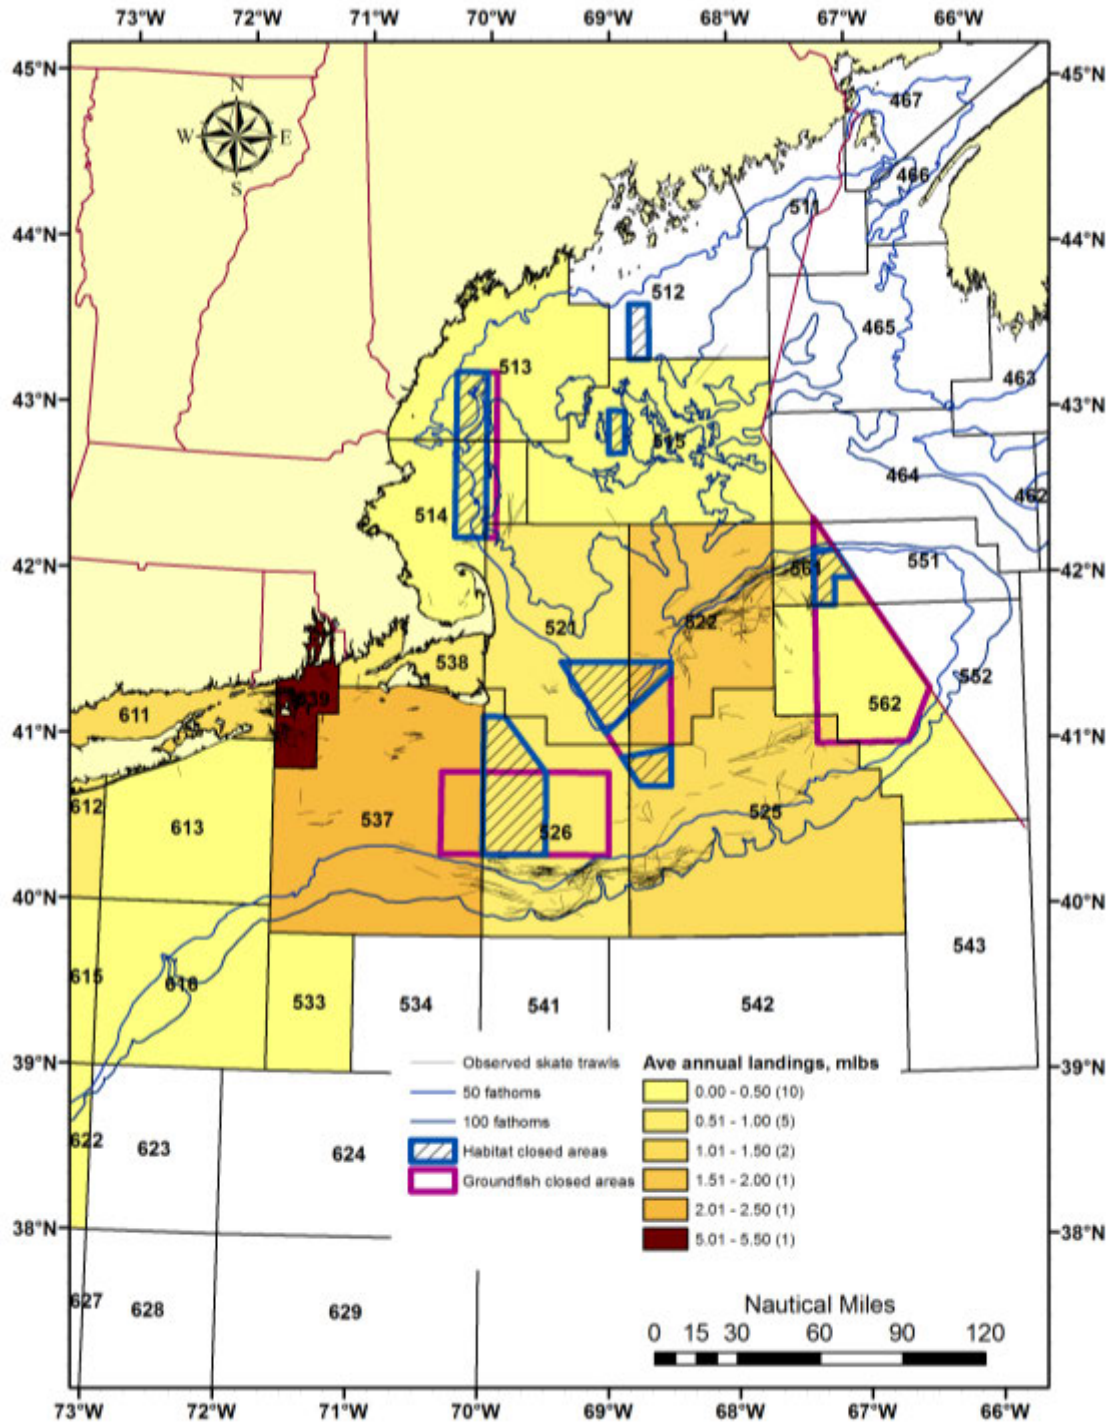 73°W 72°W 71°W 70°W 69°W 68°W 67°W 66°W
45°N 45°N
N
W E
S
467
466
511
44°N 44°N
512
465
463
513
43°N 43°N
515
464
462
514
42°N 42°N
561
551
521
522
538
552
539
562
611
41°N 41°N
612
613
537
526
525
40°N 40°N
543
615
616
533
534
541
542
39°N 39°N
Observed skate trawls
50 fathoms
100 fathoms
Habitat closed areas
Groundfish closed areas
Ave annual landings, mlbs
0.00 - 0.50 (10)
0.51 - 1.00 (5)
1.01 - 1.50 (2)
1.51 - 2.00 (1)
2.01 - 2.50 (1)
5.01 - 5.50 (1)
622
623
624
38°N 38°N
627
628
629
Nautical Miles
0 15 30 60 90 120
73°W 72°W 71°W 70°W 69°W 68°W 67°W 66°W